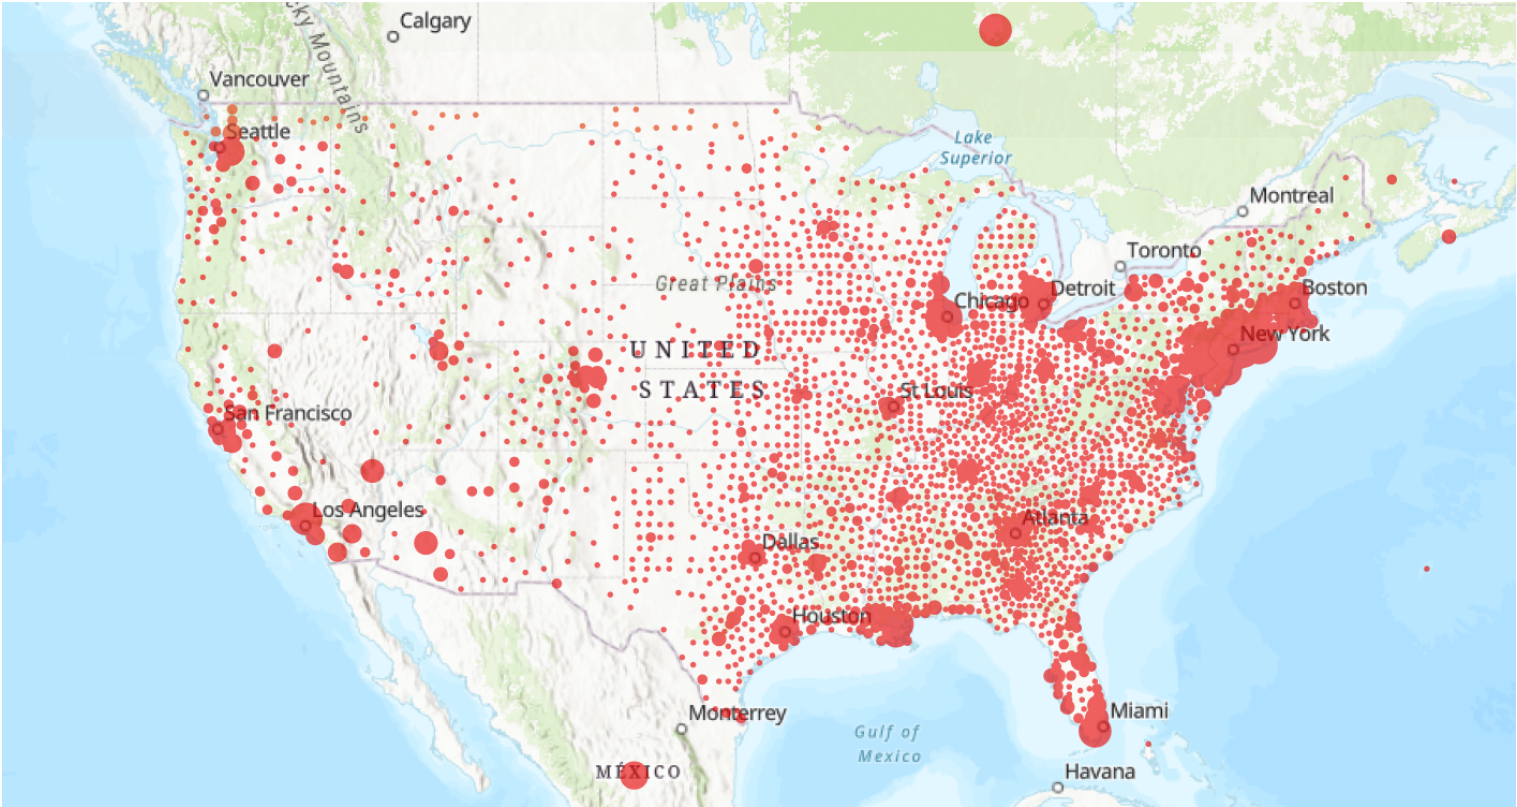 Calgary
cky Mountains
Vancouver
Seattle
Lake
Superior
Montreal
Toronto
Great Plains
Detroit
Boston
Chicago
New York
UNITED
STATES
St Louis
San Francisco
Los Angeles
Atlanta
Dallas
Houston
Monterrey
Miami
Gulf of
Mexico
MÉXICO
Havana